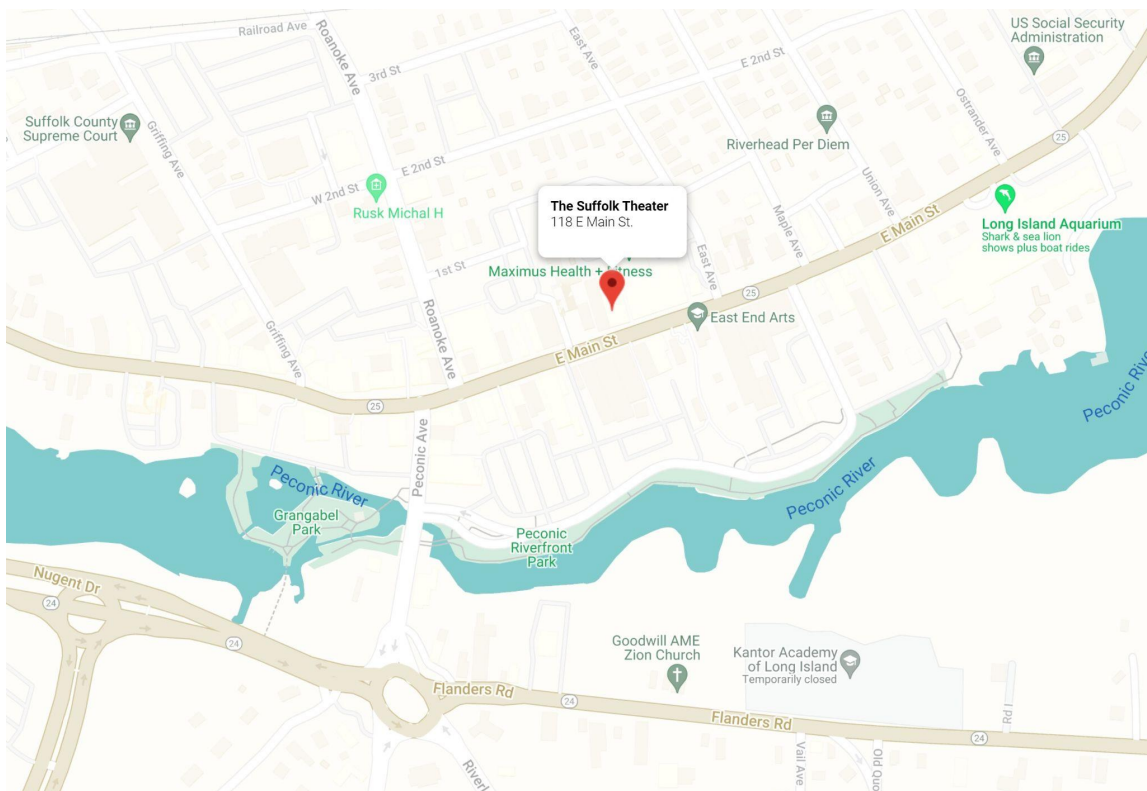 Railroad Ave
Roanoke Ave
3rd St
East Ave
E 2nd St
US Social Security
Administration
Suffolk County
Supreme Court
Griffing Ave
Ostrander Ave
25
Riverhead Per Diem
E 2nd St
W 2nd St
Union Ave
Rusk Michal H
The Suffolk Theater
118 E Main St.
E Main St
Long Island Aquarium
Shark & sea lion
shows plus boat rides
Maple Ave
East Ave
1st St
Maximus Health + Fitness
25
Roanoke Ave
Griffing Ave
East End Arts
E Main St
25
Peconic Ave
Peconic River
Peconic River
Peconic River
Grangabel
Park
Peconic
Riverfront
Park
Nugent Dr
24
24
Goodwill AME
Zion Church
Kantor Academy
of Long Island
Temporarily closed
Flanders Rd
24
Flanders Rd
Rd I
24
Vail Ave
Old Quo
Riverl